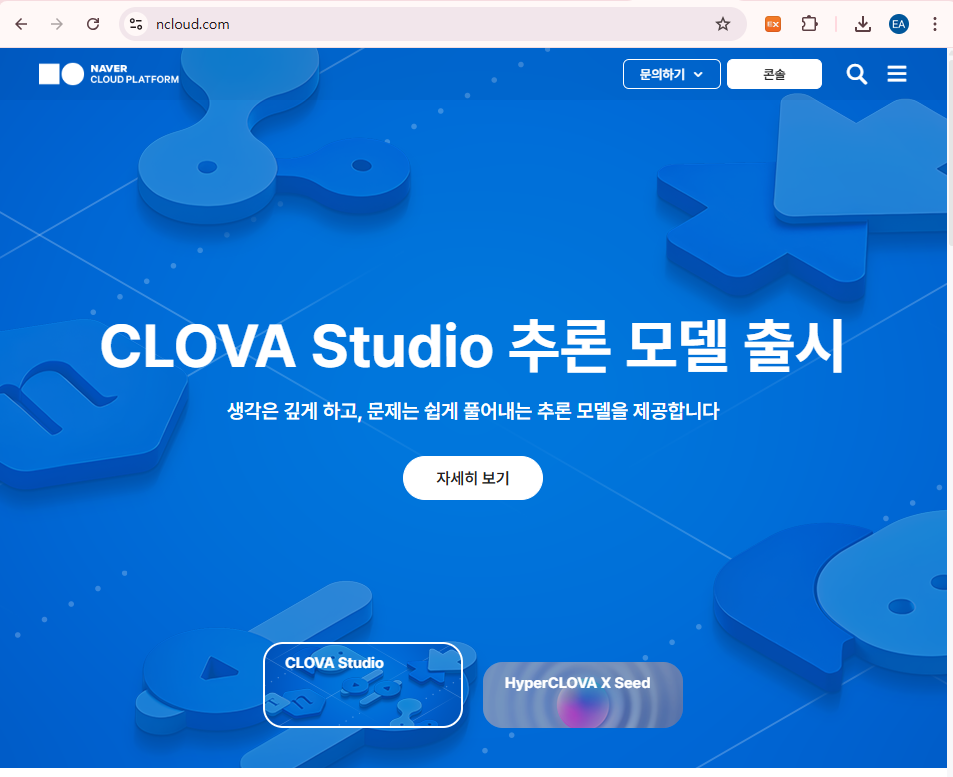 ncloud.com
EX
EA
NAVER
CLOUD PLATFORM
문의하기
콘솔
CLOVA Studio 추론 모델 출시
생각은 깊게 하고, 문제는 쉽게 풀어내는 추론 모델을 제공합니다
자세히 보기
n
CLOVA Studio
HyperCLOVA X Seed